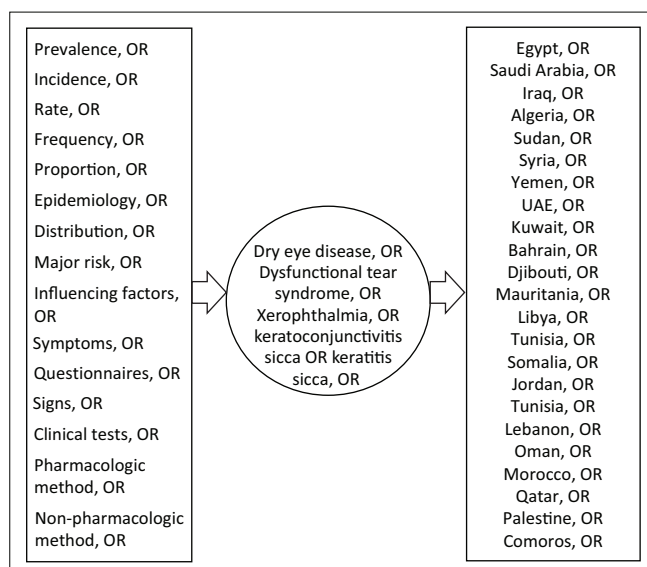 Prevalence, OR
Incidence, OR
Rate, OR
Frequency, OR
Proportion, OR
Epidemiology, OR
Distribution, OR
Major risk, OR
Influencing factors,
OR
Symptoms, OR
Questionnaires, OR
Signs, OR
Clinical tests, OR
Pharmacologic
method, OR
Non-pharmacologic
method, OR
Dry eye disease, OR
Dysfunctional tear
syndrome, OR
Xerophthalmia, OR
keratoconjunctivitis
sicca OR keratitis
sicca, OR
Egypt, OR
Saudi Arabia, OR
Iraq, OR
Algeria, OR
Sudan, OR
Syria, OR
Yemen, OR
UAE, OR
Kuwait, OR
Bahrain, OR
Djibouti, OR
Mauritania, OR
Libya, OR
Tunisia, OR
Somalia, OR
Jordan, OR
Tunisia, OR
Lebanon, OR
Oman, OR
Morocco, OR
Qatar, OR
Palestine, OR
Comoros, OR